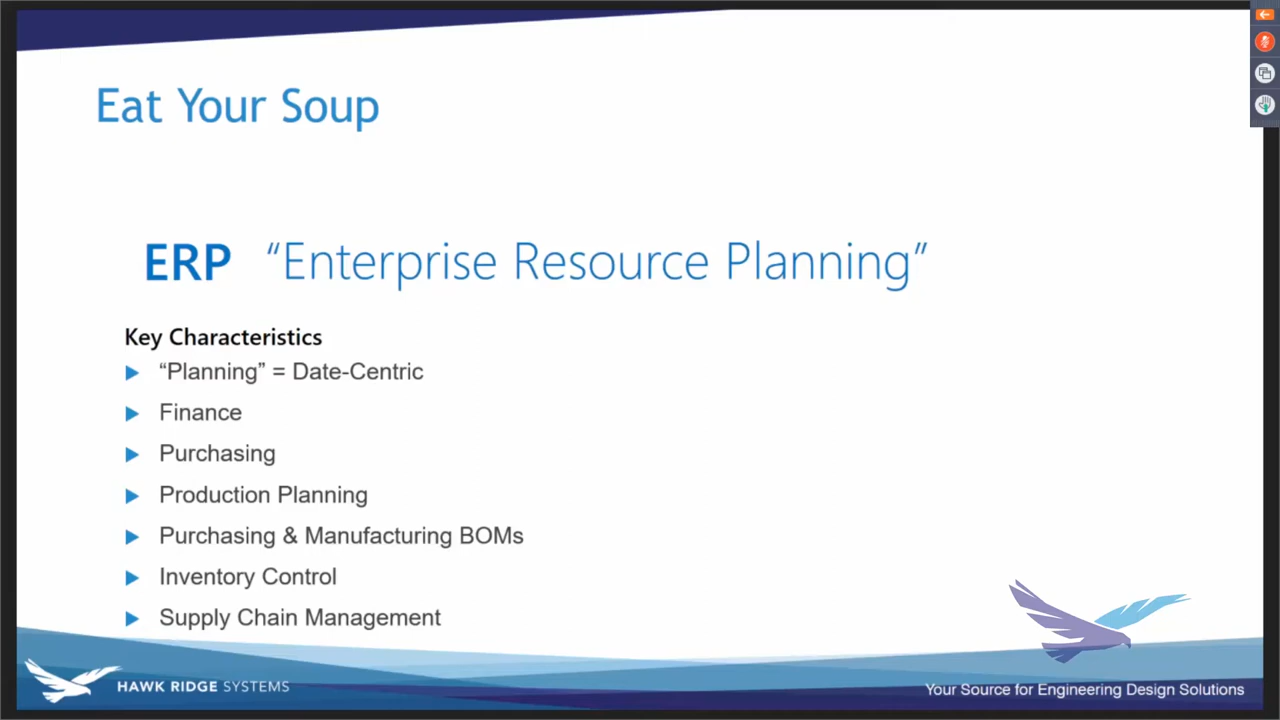 Eat Your Soup
ERP “Enterprise Resource Planning”
Key Characteristics
“Planning” = Date-Centric
Finance
Purchasing
Production Planning
Purchasing & Manufacturing BOMs
Inventory Control
Supply Chain Management
HAWK RIDGE SYSTEMS
Your Source for Engineering Design Solutions